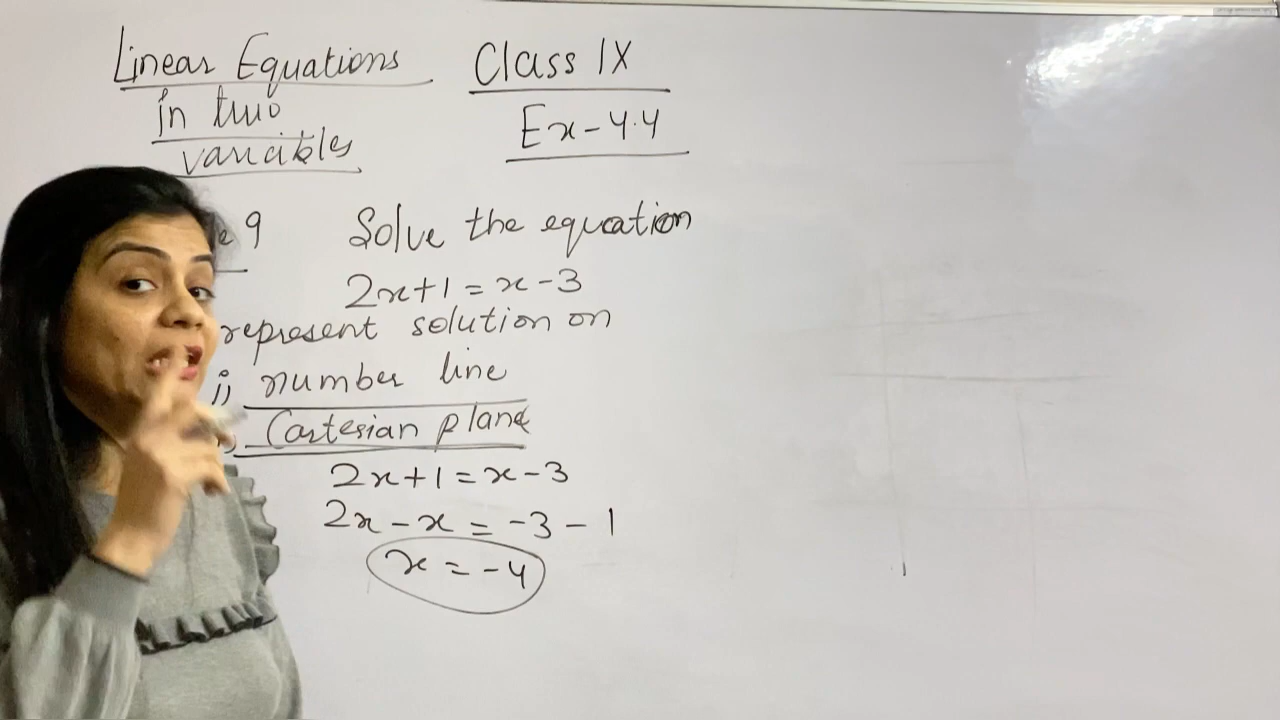 Linear Equations
in two
variables
Class IX
Ex-4.4
9
Solve the equation
2x+1=x-3
represent solution on
number line
Cartesian plane
2x+1=x-3
2x-x=-3-1
x=-4